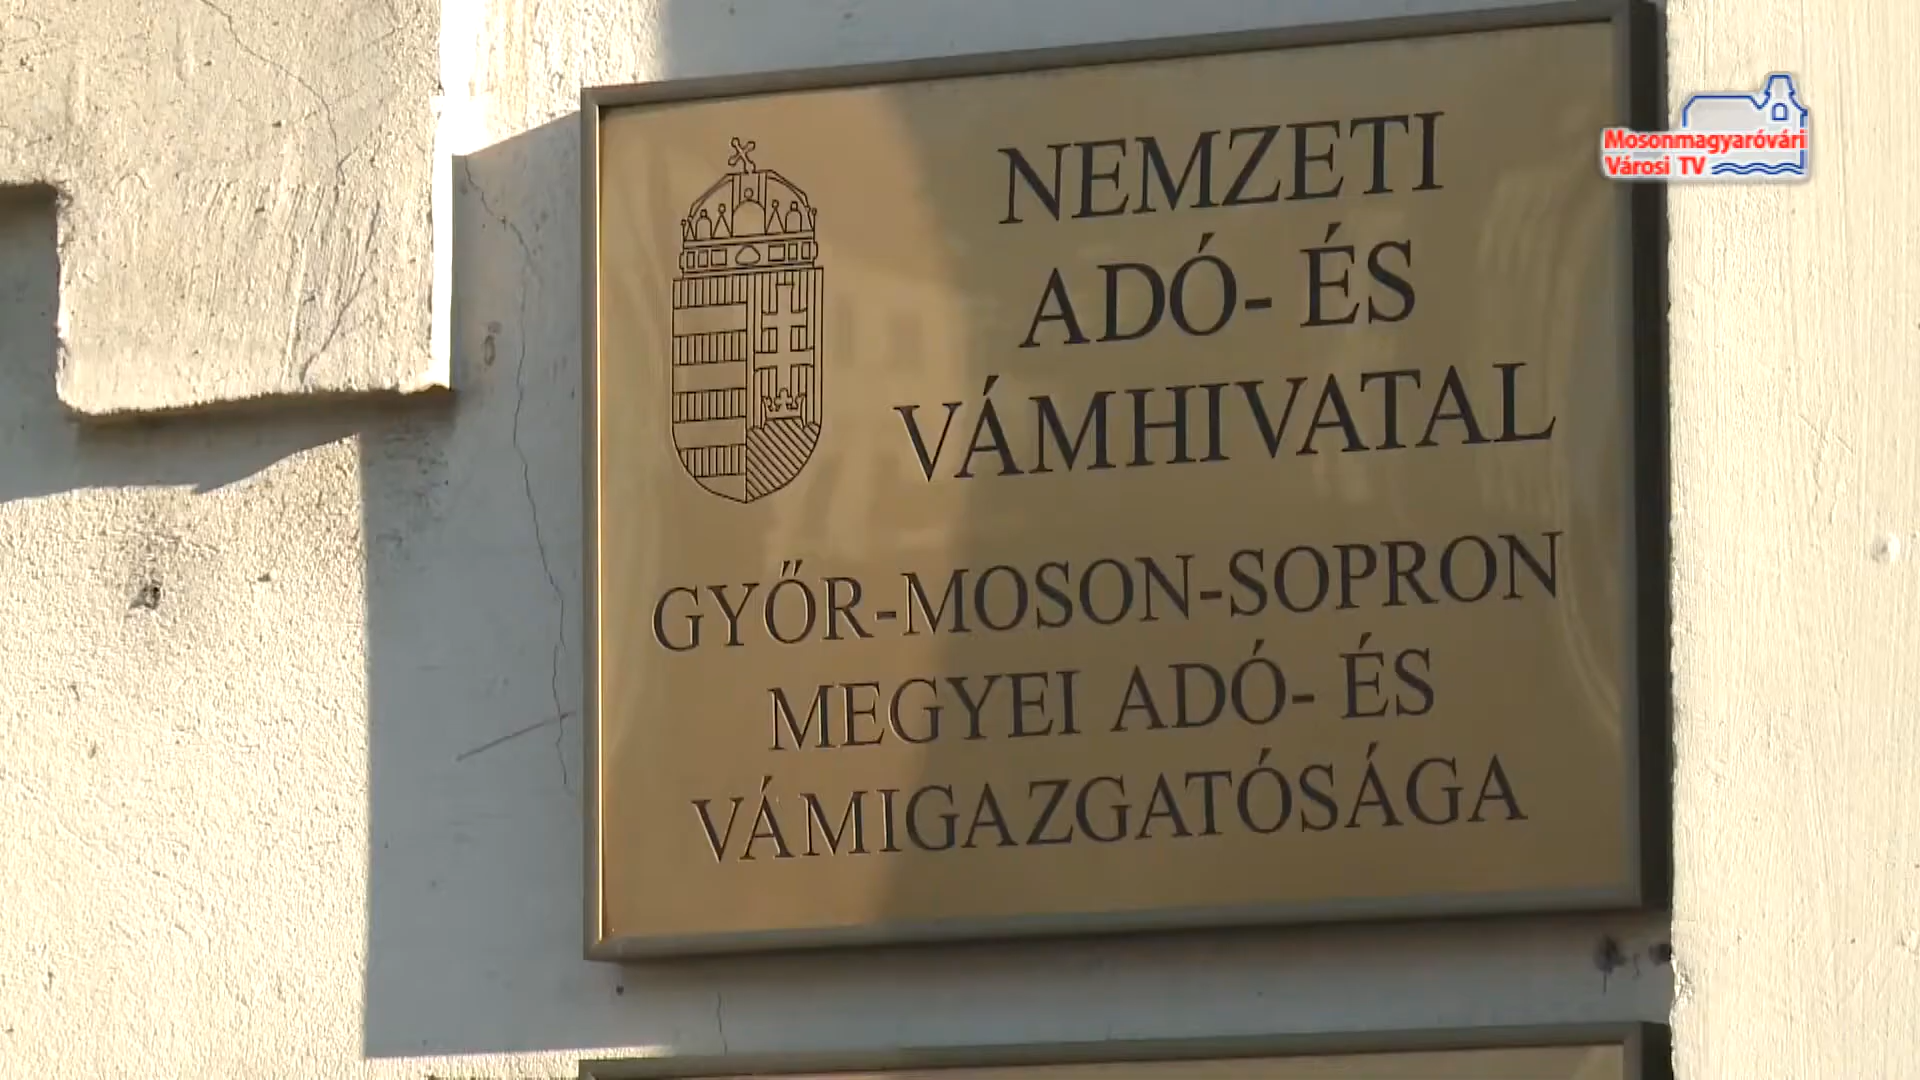 NEMZETI
ADÓ- ÉS
VÁMHIVATAL
GYŐR-MOSON-SOPRON
MEGYEI ADÓ- ÉS
VÁMIGAZGATÓSÁGA
Mosonmagyaróvári
Városi TV